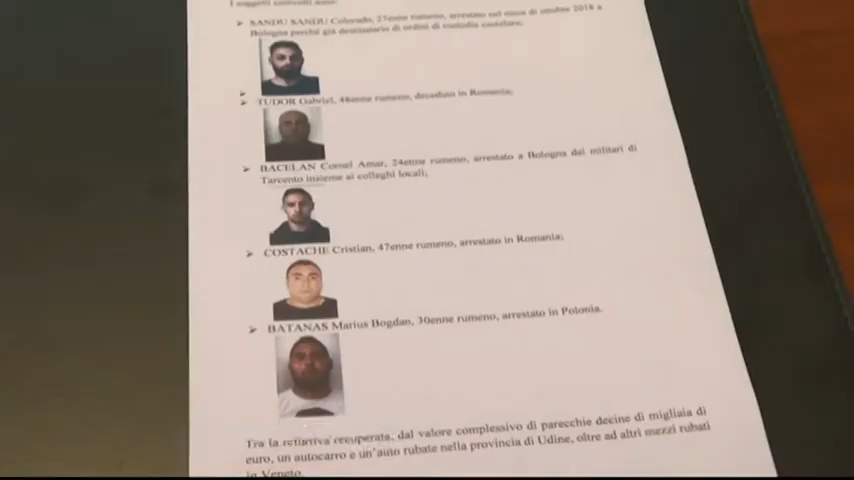 I soggetti coinvolti sono:
➤ SANDU SANDU Colorado, 27enne rumeno, arrestato nel mese di ottobre 2018 a
Bologna perché già destinatario di ordini di custodia cautelare;
➤
➤ TUDOR Gabriel, 48enne rumeno, deceduto in Romania;
➤ BACELAN Cornel Amar, 24enne rumeno, arrestato a Bologna dai militari di
Tarcento insieme ai colleghi locali;
➤ COSTACHE Cristian, 47enne rumeno, arrestato in Romania;
➤ BATANAS Marius Bogdan, 30enne rumeno, arrestato in Polonia.
Tra la refurtiva recuperata, dal valore complessivo di parecchie decine di migliaia di
euro, un autocarro e un'auto rubate nella provincia di Udine, oltre ad altri mezzi rubati
in Veneto.